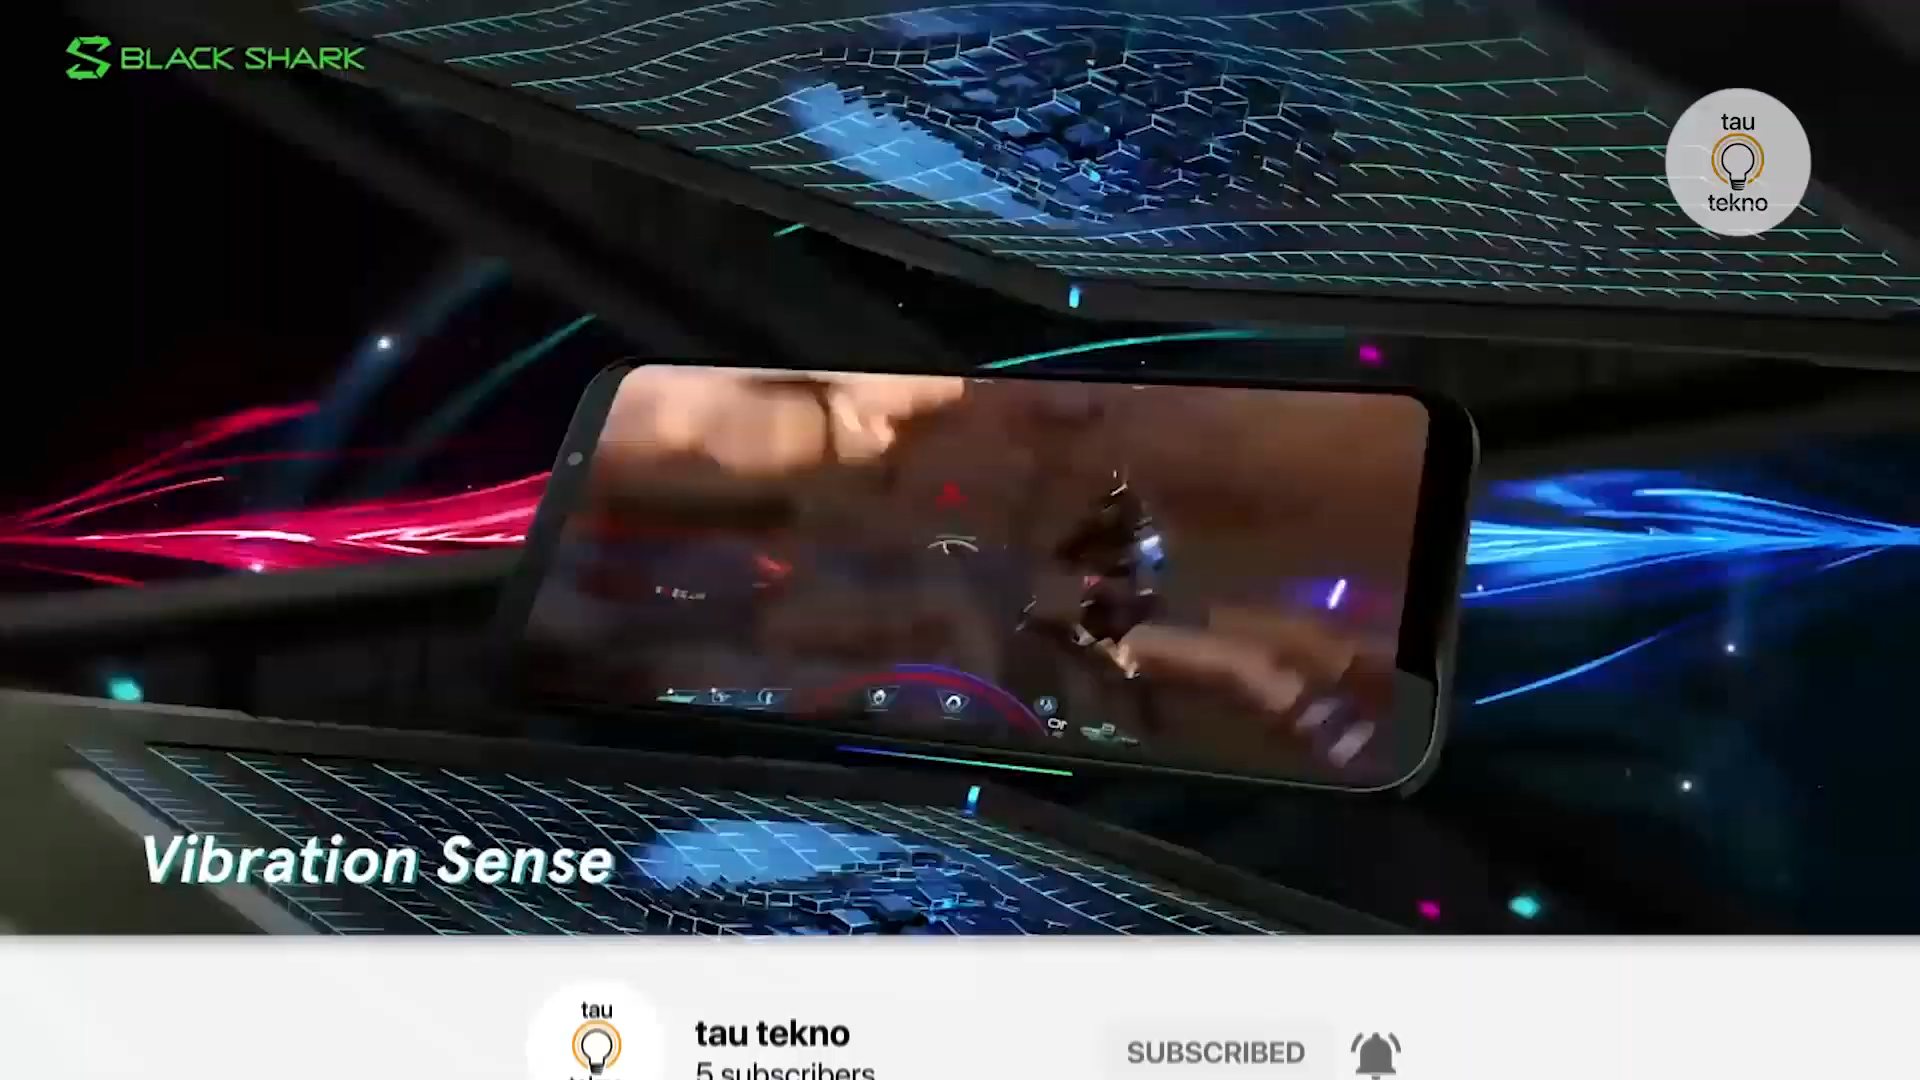 BLACK SHARK
tau
tekno
Vibration Sense
tau
tau tekno
5 subscribers
SUBSCRIBED